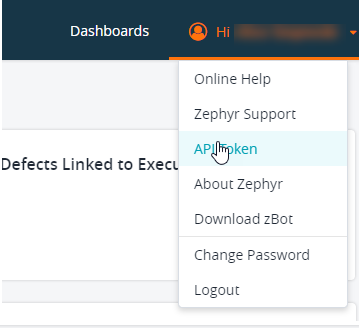 Dashboards
Hi
Online Help
Zephyr Support
API Token
Defects Linked to Execu
About Zephyr
Download zBot
Change Password
Logout